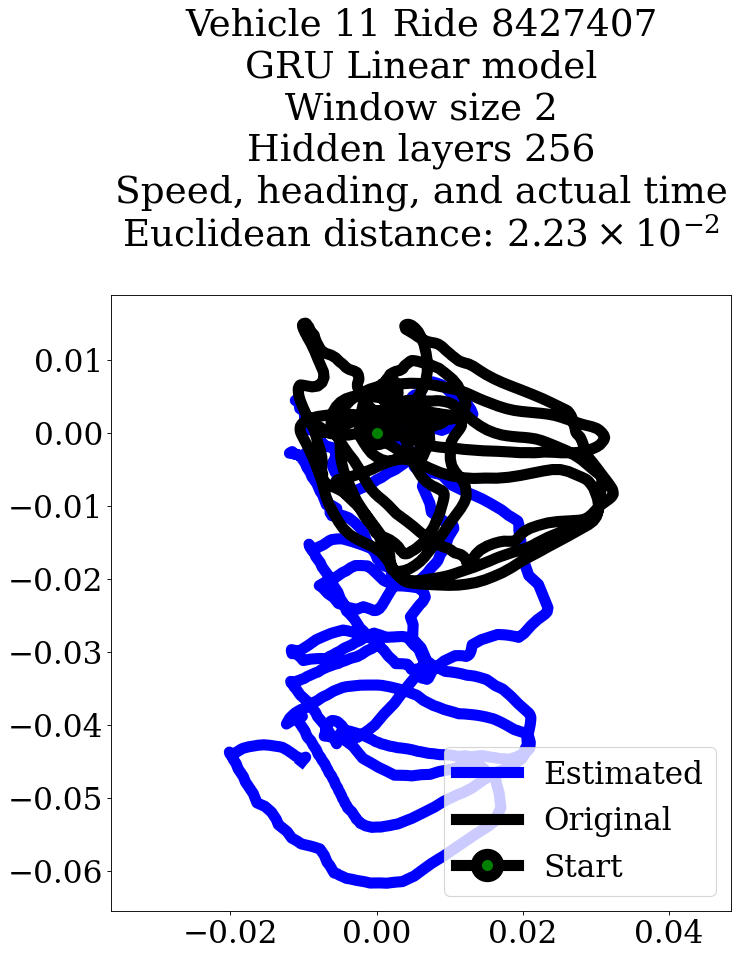 Vehicle 11 Ride 8427407
GRU Linear model
Window size 2
Hidden layers 256
Speed, heading, and actual time
Euclidean distance: 2.23 × 10⁻²
0.01
0.00
−0.01
−0.02
−0.03
−0.04
−0.05
−0.06
Estimated
Original
Start
−0.02 0.00 0.02 0.04